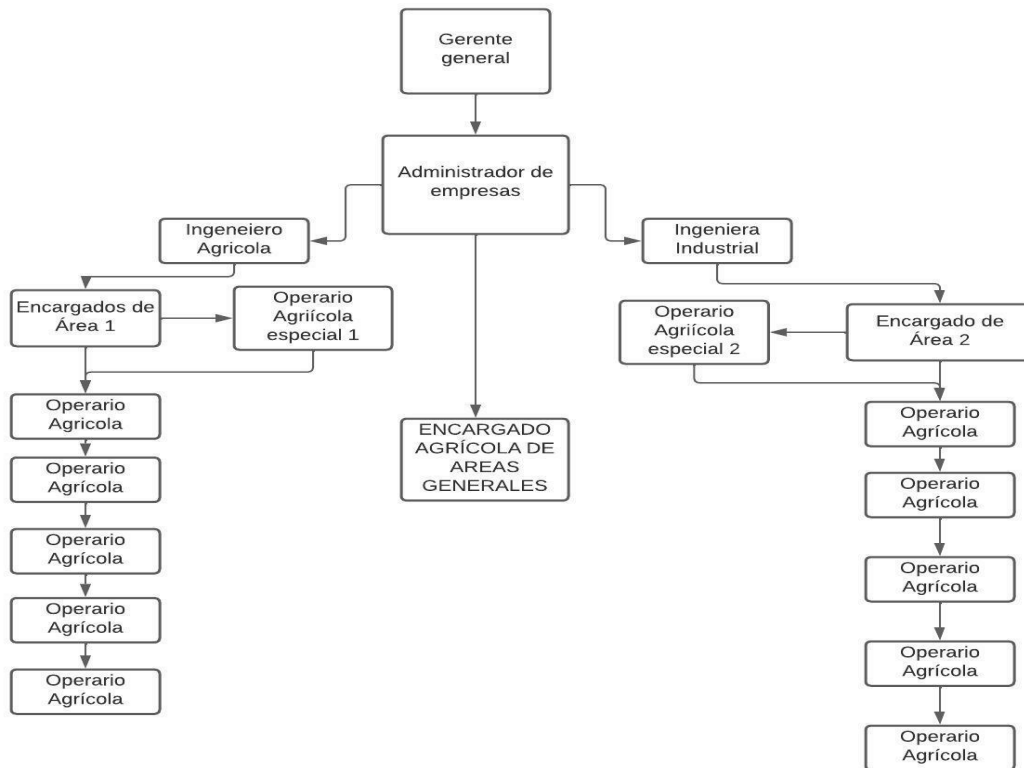 Gerente
general
Administrador de
empresas
Ingeneiero
Agricola
Ingeniera
Industrial
Encargados de
Área 1
Operario
Agriícola
especial 1
Operario
Agriícola
especial 2
Encargado de
Área 2
Operario
Agricola
Operario
Agrícola
Operario
Agrícola
Operario
Agrícola
Operario
Agrícola
ENCARGADO
AGRÍCOLA DE
AREAS
GENERALES
Operario
Agrícola
Operario
Agrícola
Operario
Agrícola
Operario
Agrícola
Operario
Agrícola